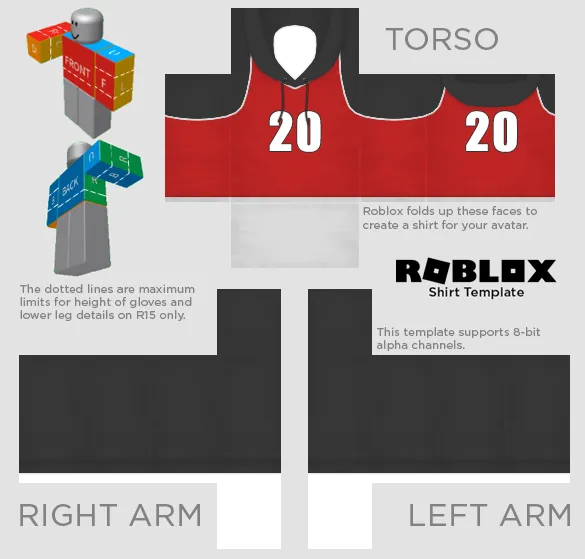 TORSO
FRONT
F
L
R
U
20
20
BACK
U
R
B
Roblox folds up these faces to
create a shirt for your avatar.
ROBLOX
Shirt Template
The dotted lines are maximum
limits for height of gloves and
lower leg details on R15 only.
This template supports 8-bit
alpha channels.
RIGHT ARM
LEFT ARM